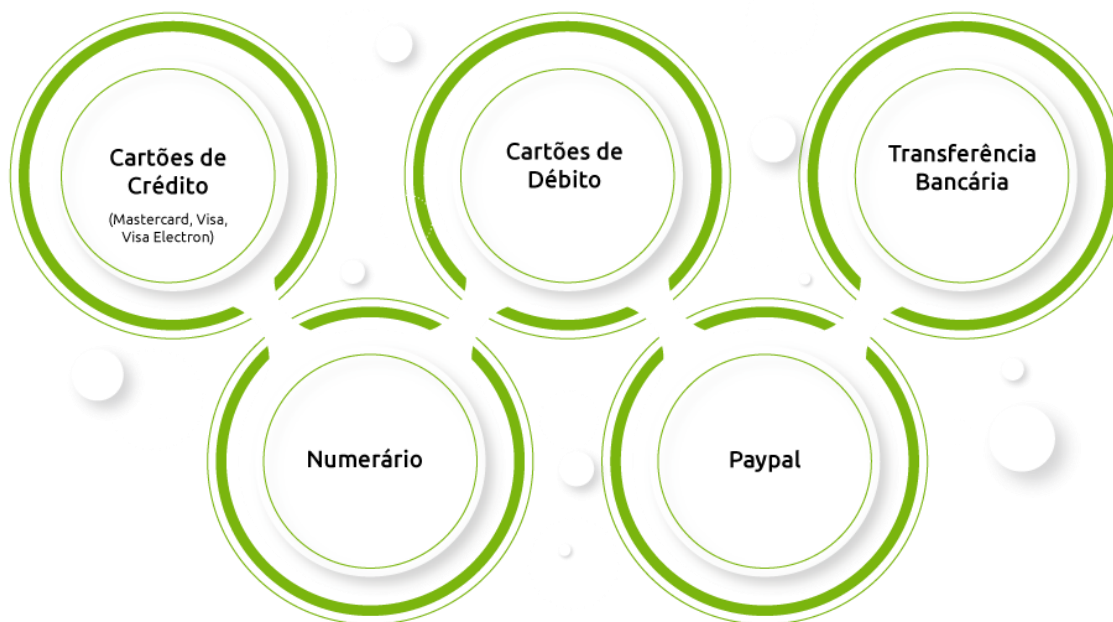 Cartões de
Crédito
(Mastercard, Visa,
Visa Electron)
Cartões de
Débito
Transferência
Bancária
Numerário
Paypal